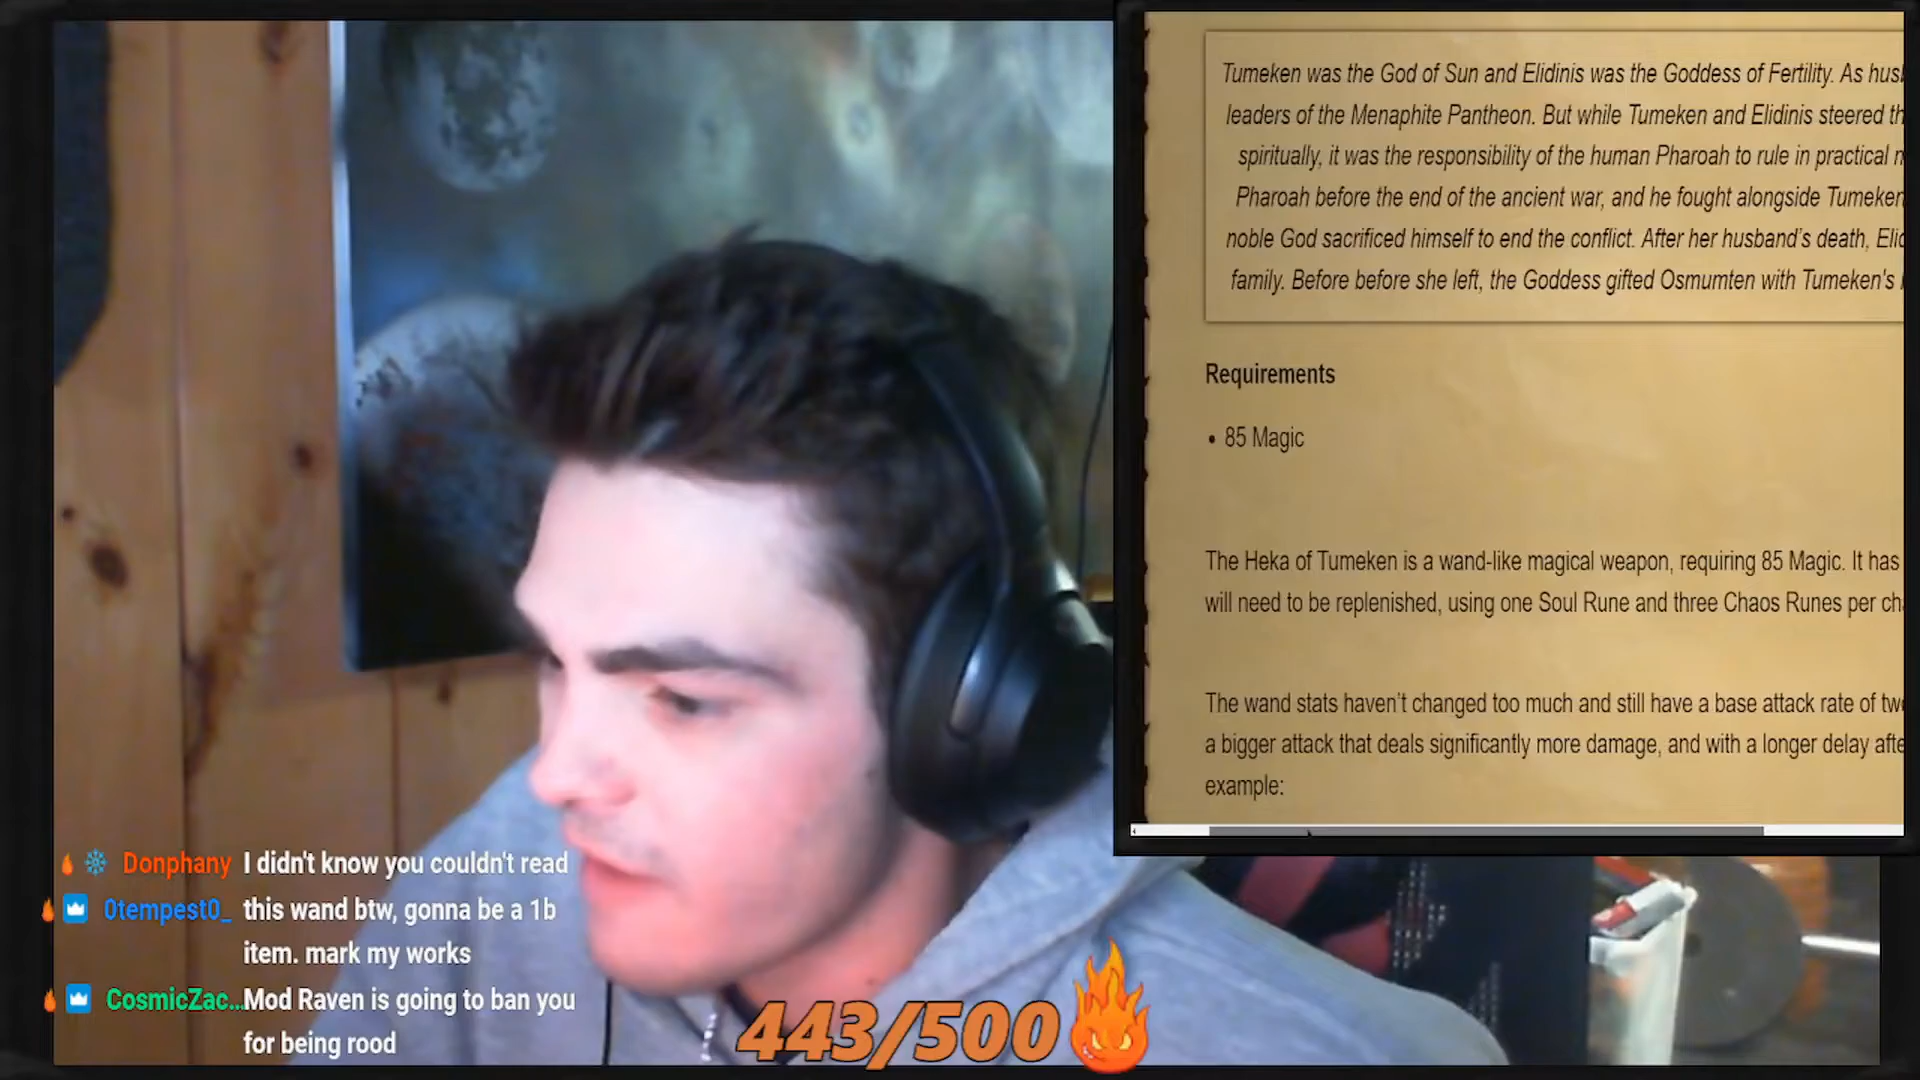 Tumeken was the God of Sun and Elidinis was the Goddess of Fertility. As
leaders of the Menaphite Pantheon. But while Tumeken and Elidinis steered
spiritually, it was the responsibility of the human Pharoah to rule in practical
Pharoah before the end of the ancient war, and he fought alongside Tumeken
noble God sacrificed himself to end the conflict. After her husband's death,
family. Before before she left, the Goddess gifted Osmumten with Tumeken's
Requirements
• 85 Magic
The Heka of Tumeken is a wand-like magical weapon, requiring 85 Magic. It has
will need to be replenished, using one Soul Rune and three Chaos Runes per
The wand stats haven't changed too much and still have a base attack rate of
a bigger attack that deals significantly more damage, and with a longer delay
example:
Donphany I didn't know you couldn't read
0tempest0_ this wand btw, gonna be a 1b
item. mark my works
CosmicZac... Mod Raven is going to ban you
for being rood
443/500